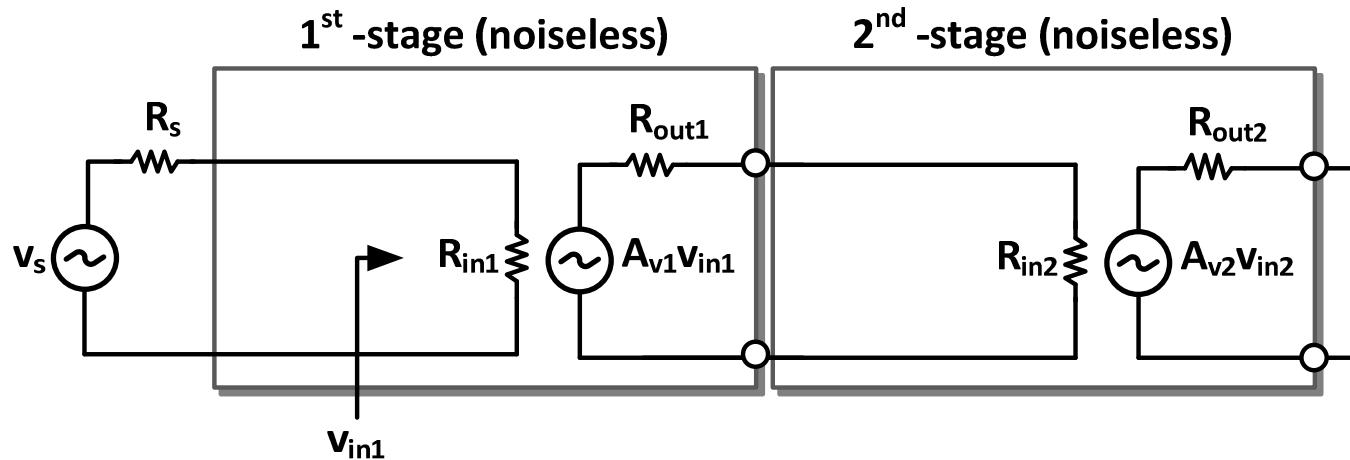 1st -stage (noiseless)
2nd -stage (noiseless)
Rs
Rout1
Rout2
vs
Rin1
Av1vin1
Rin2
Av2vin2
vin1